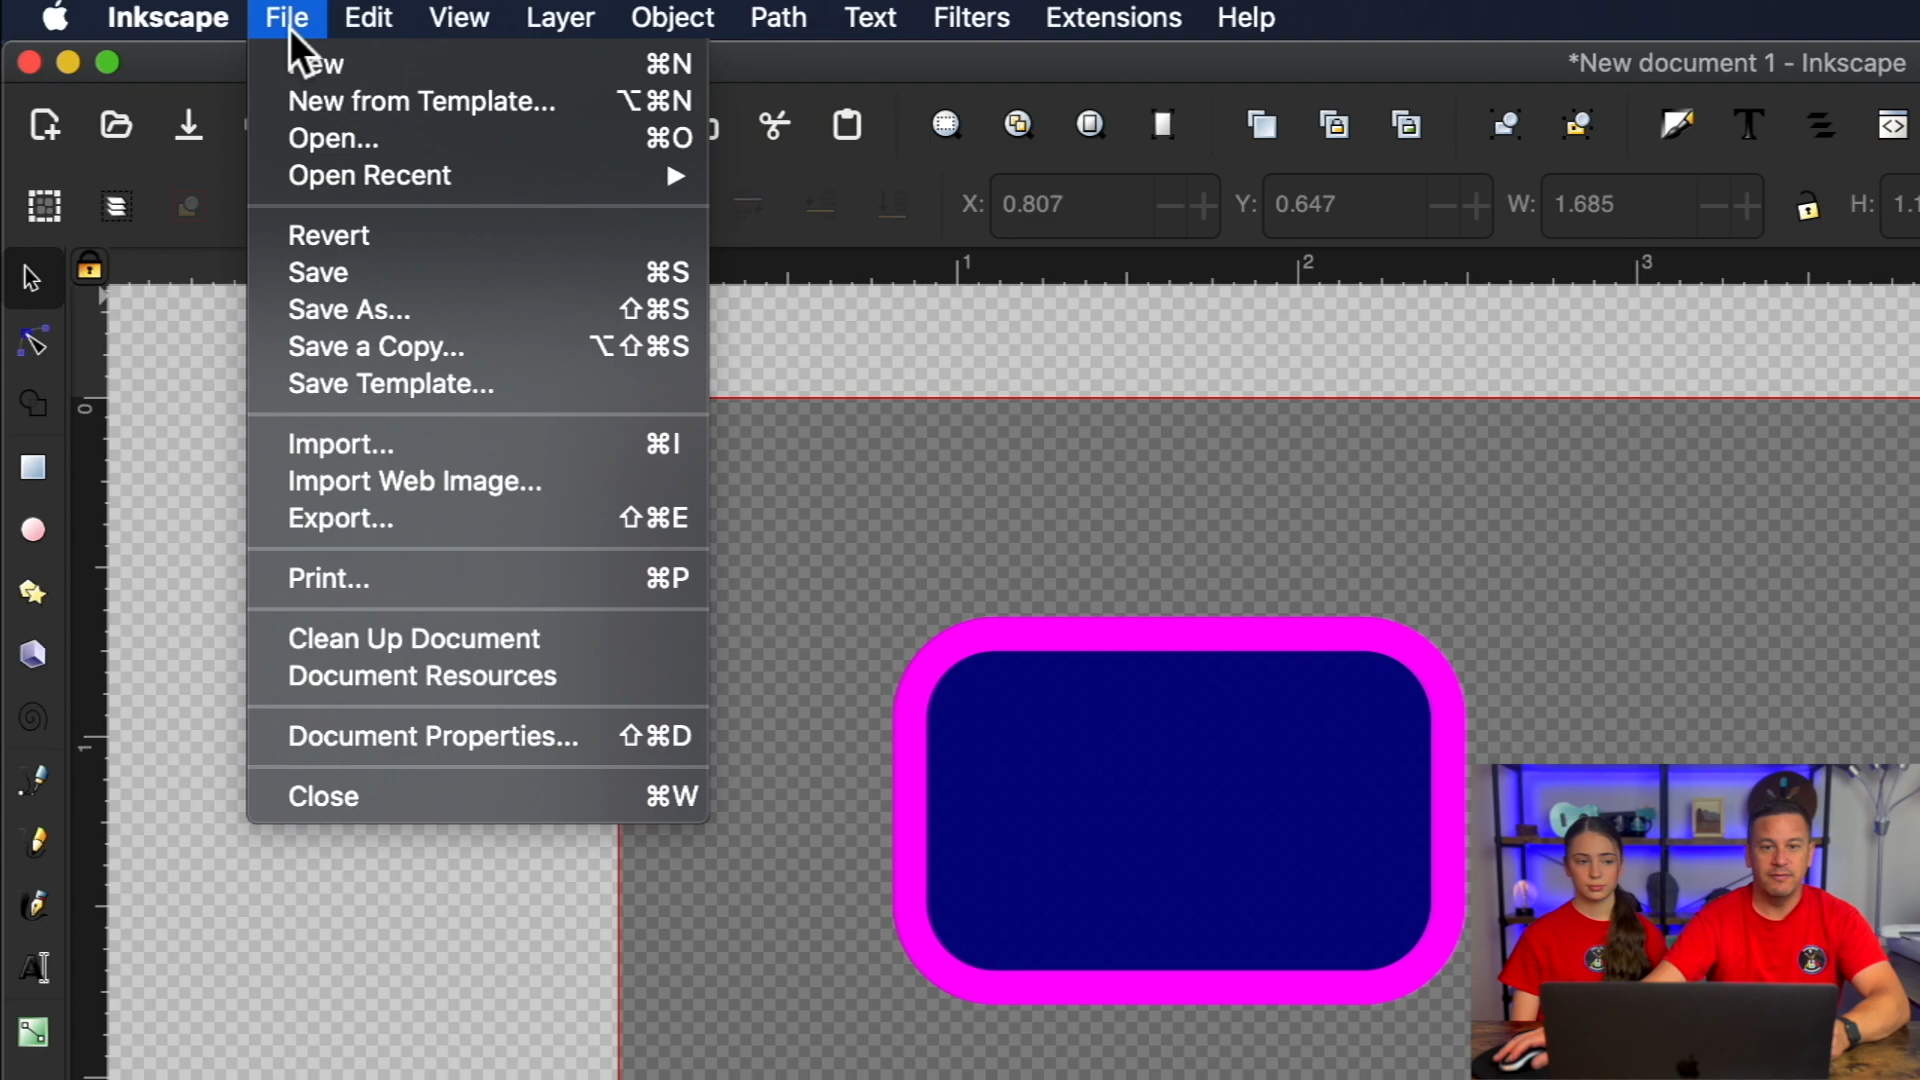 Inkscape File Edit View Layer Object Path Text Filters Extensions Help
*New document 1 - Inkscape
New ⌘N
New from Template... ⌥⌘N
Open... ⌘O
Open Recent ▶
X: 0.807 Y: 0.647 W: 1.685 H:
Revert
Save ⌘S
1 2 3
Save As... ⇧⌘S
Save a Copy... ⌥⇧⌘S
Save Template... 
0
Import... ⌘I
Import Web Image...
Export... ⇧⌘E
Print... ⌘P
Clean Up Document
Document Resources
Document Properties... ⇧⌘D
1
Close ⌘W